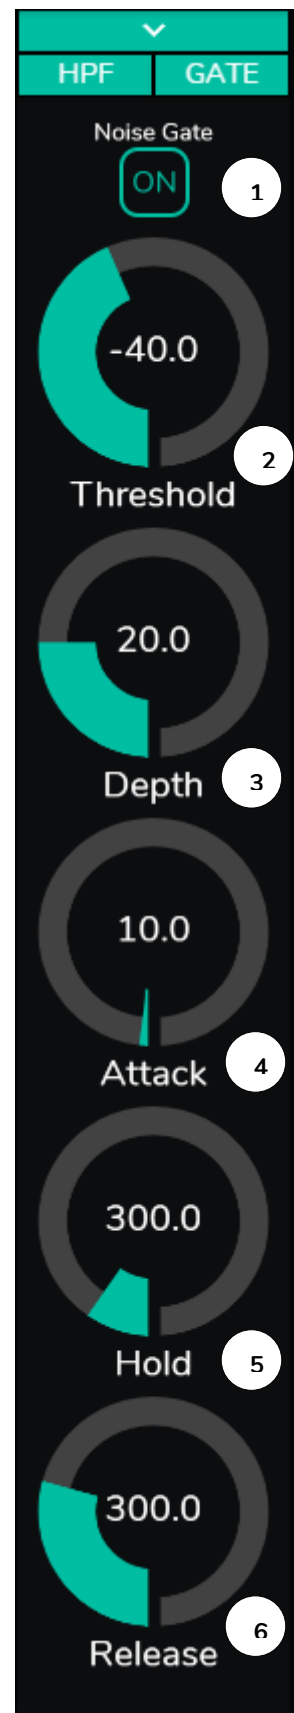 HPF GATE
Noise Gate
ON
1
-40.0
2
Threshold
20.0
Depth
3
10.0
Attack
4
300.0
Hold
5
300.0
Release
6